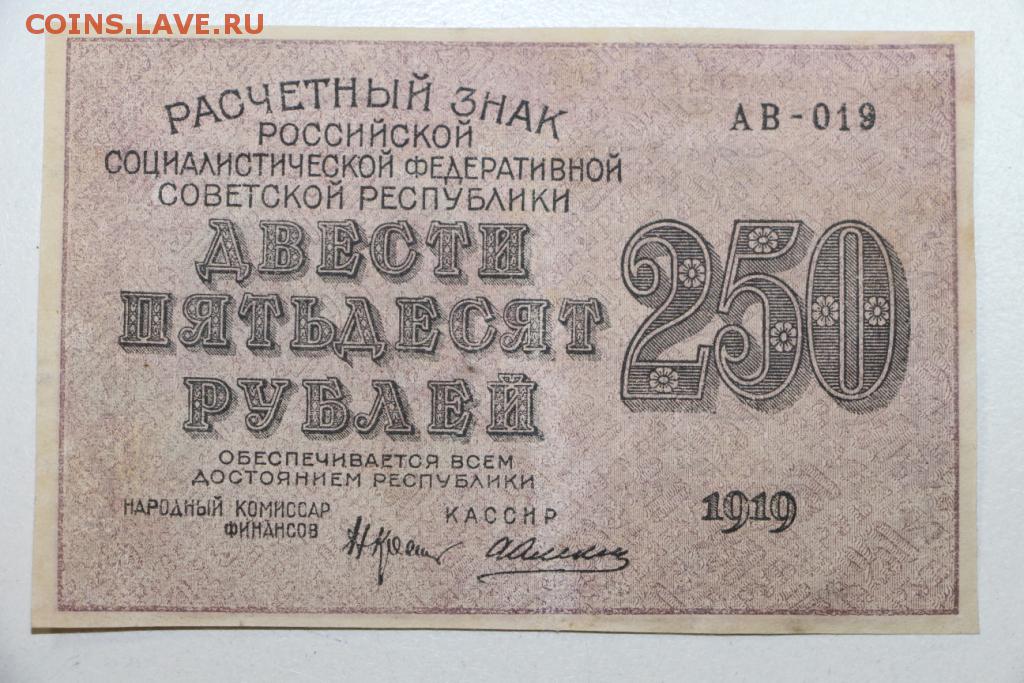 COINS.LAVE.RU
РАСЧЕТНЫЙ ЗНАК
РОССИЙСКОЙ
СОЦИАЛИСТИЧЕСКОЙ ФЕДЕРАТИВНОЙ
СОВЕТСКОЙ РЕСПУБЛИКИ
АВ-019
ДВЕСТИ
ПЯТЬДЕСЯТ
РУБЛЕЙ
250
ОБЕСПЕЧИВАЕТСЯ ВСЕМ
ДОСТОЯНИЕМ РЕСПУБЛИКИ
НАРОДНЫЙ КОМИССАР
ФИНАНСОВ
КАССИР
1919